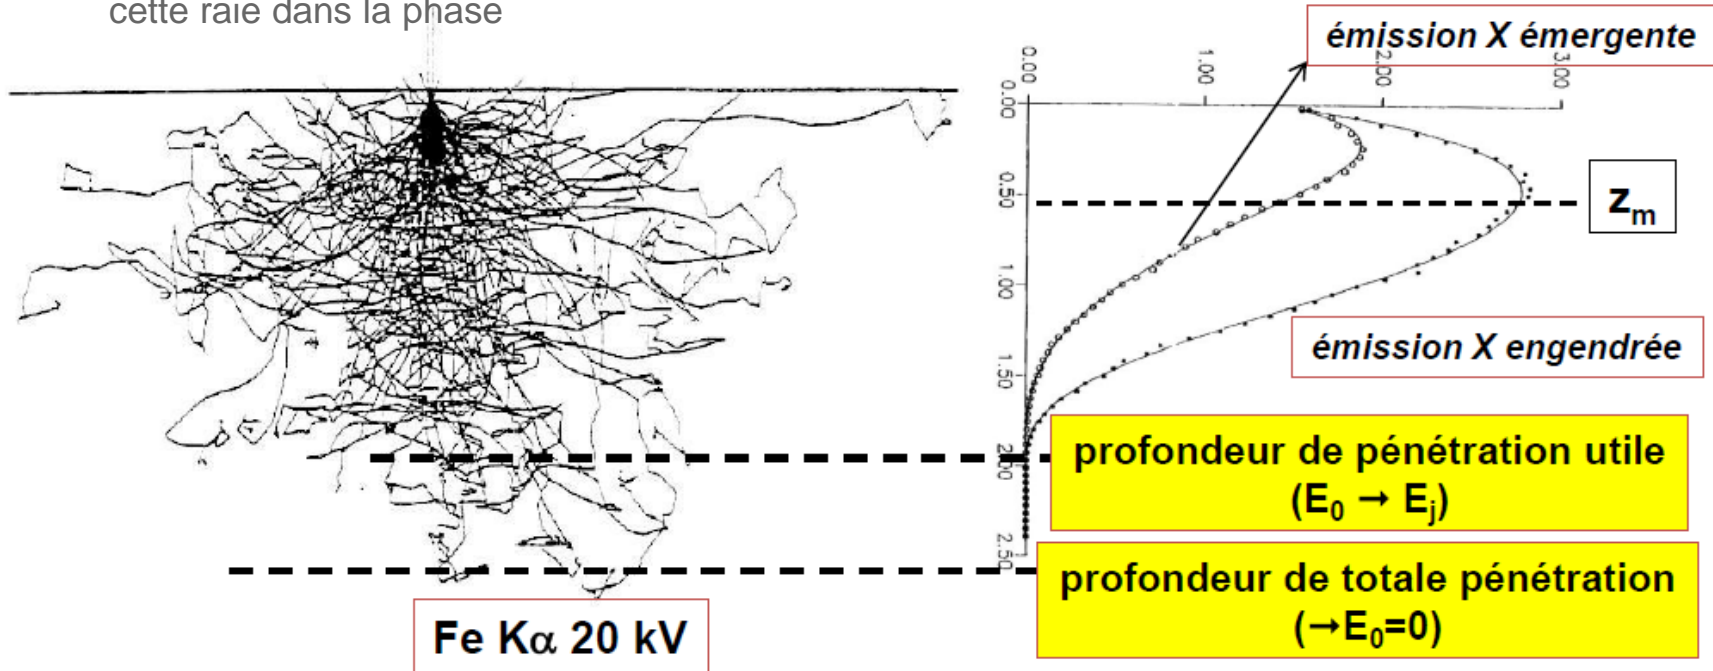 cette raie dans la phase
émission X émergente
0.00
1.00
2.00
3.00
0.00
0.50
1.00
1.50
2.00
2.50
zm
émission X engendrée
profondeur de pénétration utile
(E0 → Ej)
profondeur de totale pénétration
(→E0=0)
Fe Kα 20 kV